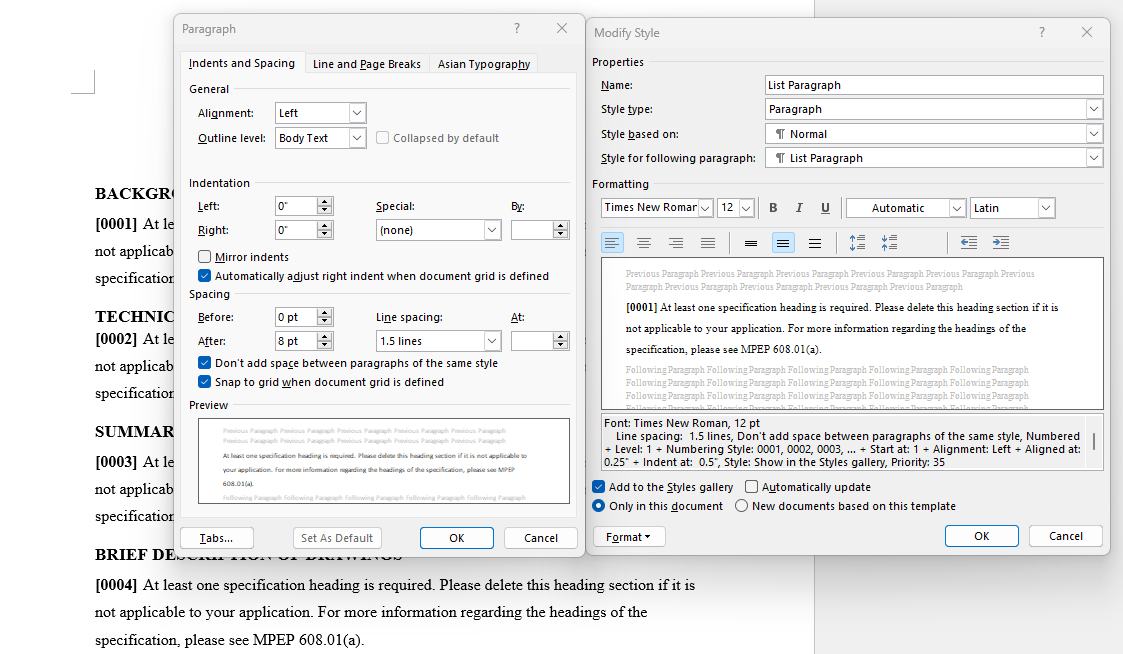 Paragraph
?
Indents and Spacing
Line and Page Breaks
Asian Typography
General
Alignment: Left
Outline level: Body Text
Collapsed by default
Indentation
Left: 0"
Special:
By:
Right: 0"
(none)
Mirror indents
Automatically adjust right indent when document grid is defined
Spacing
Before: 0 pt
Line spacing:
At:
After: 8 pt
1.5 lines
Don't add space between paragraphs of the same style
Snap to grid when document grid is defined
Preview
Previous Paragraph Previous Paragraph Previous Paragraph Previous Paragraph Previous Paragraph
Previous Paragraph Previous Paragraph Previous Paragraph Previous Paragraph Previous Paragraph
At least one specification heading is required. Please delete this heading section if it is not applicable to
your application. For more information regarding the headings of the specification, please see MPEP
608.01(a).
Following Paragraph Following Paragraph Following Paragraph Following Paragraph Following Paragraph
Tabs...
Set As Default
OK
Cancel
Modify Style
?
Properties
Name: List Paragraph
Style type: Paragraph
Style based on: ¶ Normal
Style for following paragraph: ¶ List Paragraph
Formatting
Times New Roman 12 B I U Automatic Latin
Previous Paragraph Previous Paragraph Previous Paragraph Previous Paragraph Previous Paragraph
Paragraph Previous Paragraph Previous Paragraph Previous Paragraph Previous Paragraph
[0001] At least one specification heading is required. Please delete this heading section if it is
not applicable to your application. For more information regarding the headings of the
specification, please see MPEP 608.01(a).
Following Paragraph Following Paragraph Following Paragraph Following Paragraph Following Paragraph
Following Paragraph Following Paragraph Following Paragraph Following Paragraph Following Paragraph
Following Paragraph Following Paragraph Following Paragraph Following Paragraph Following Paragraph
Following Paragraph Following Paragraph Following Paragraph Following Paragraph Following Paragraph
Font: Times New Roman, 12 pt
Line spacing: 1.5 lines, Don't add space between paragraphs of the same style, Numbered
+ Level: 1 + Numbering Style: 0001, 0002, 0003, ... + Start at: 1 + Alignment: Left + Aligned at:
0.25" + Indent at: 0.5", Style: Show in the Styles gallery, Priority: 35
Add to the Styles gallery
Automatically update
Only in this document
New documents based on this template
Format
OK
Cancel
BACKGR
[0001] At le
not applicab
specification
TECHNIC
[0002] At le
not applicab
specification
SUMMAR
[0003] At le
not applicab
specification
BRIEF DESCRIPTION OF DRAWINGS
[0004] At least one specification heading is required. Please delete this heading section if it is
not applicable to your application. For more information regarding the headings of the
specification, please see MPEP 608.01(a).